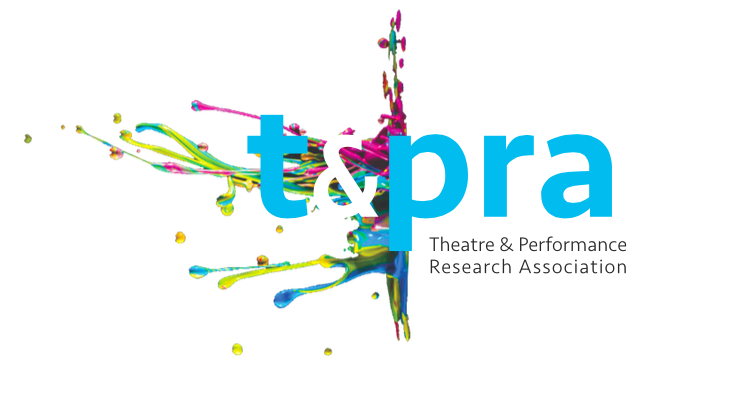 t&pra
Theatre & Performance
Research Association